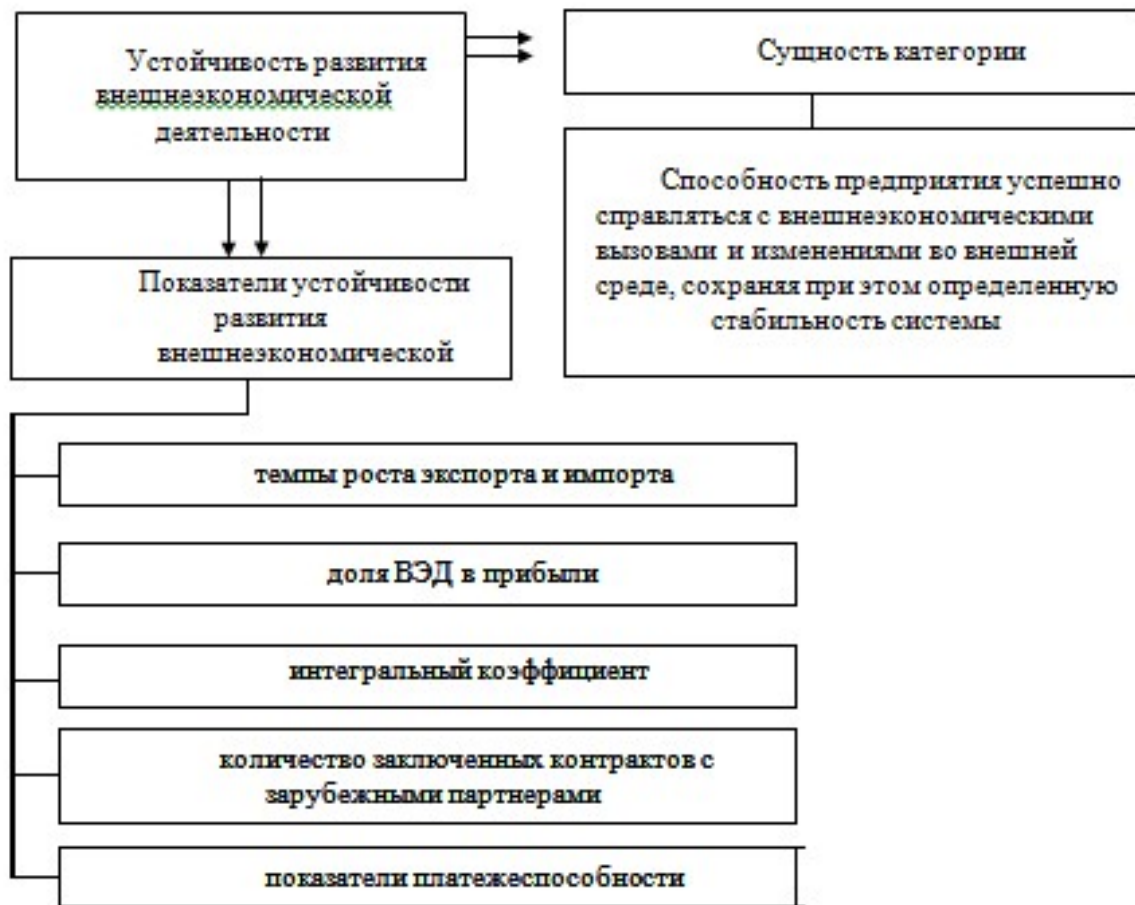 Устойчивость развития
внешнеэкономической
деятельности
Сущность категории
Способность предприятия успешно
справляться с внешнеэкономическими
вызовами и изменениями во внешней
среде, сохраняя при этом определенную
стабильность системы
Показатели устойчивости
развития
внешнеэкономической
темпы роста экспорта и импорта
доля ВЭД в прибыли
интегральный коэффициент
количество заключенных контрактов с
зарубежными партнерами
показатели платежеспособности